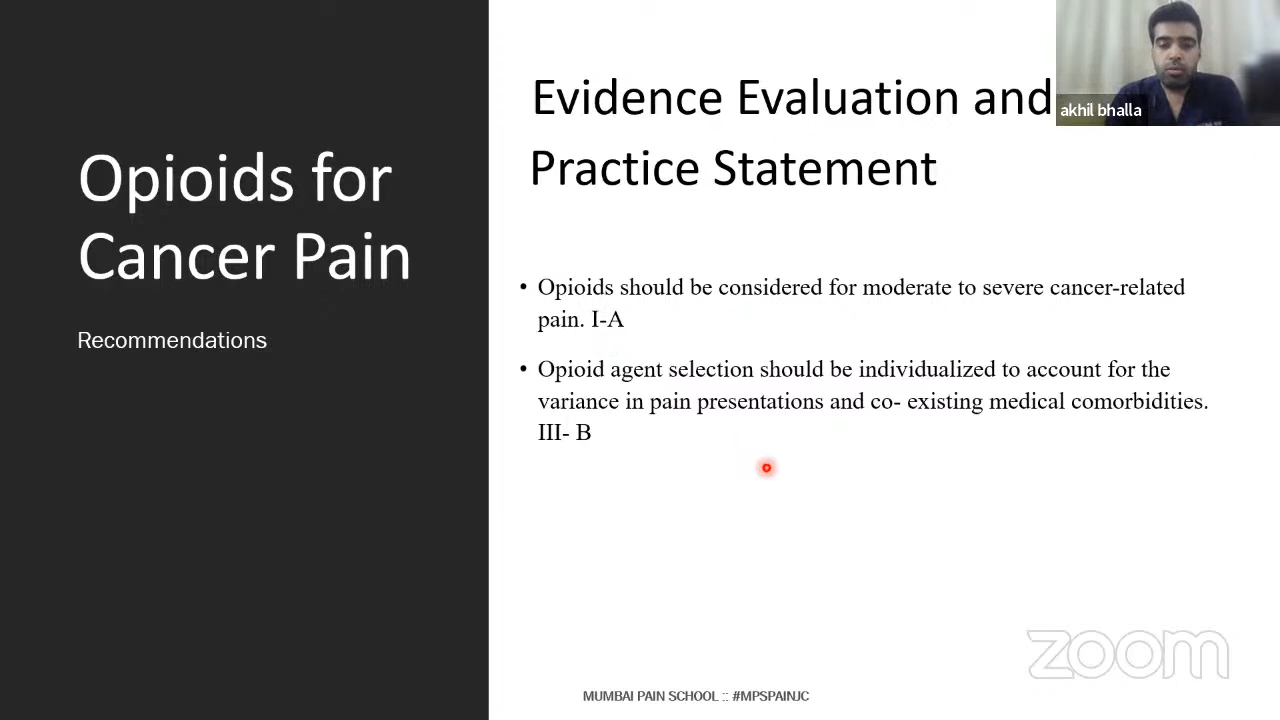 Opioids for
Cancer Pain
Recommendations
Evidence Evaluation and
Practice Statement
• Opioids should be considered for moderate to severe cancer-related
pain. I-A
• Opioid agent selection should be individualized to account for the
variance in pain presentations and co- existing medical comorbidities.
III- B
akhil bhalla
zoom
MUMBAI PAIN SCHOOL :: #MPSPAINJC